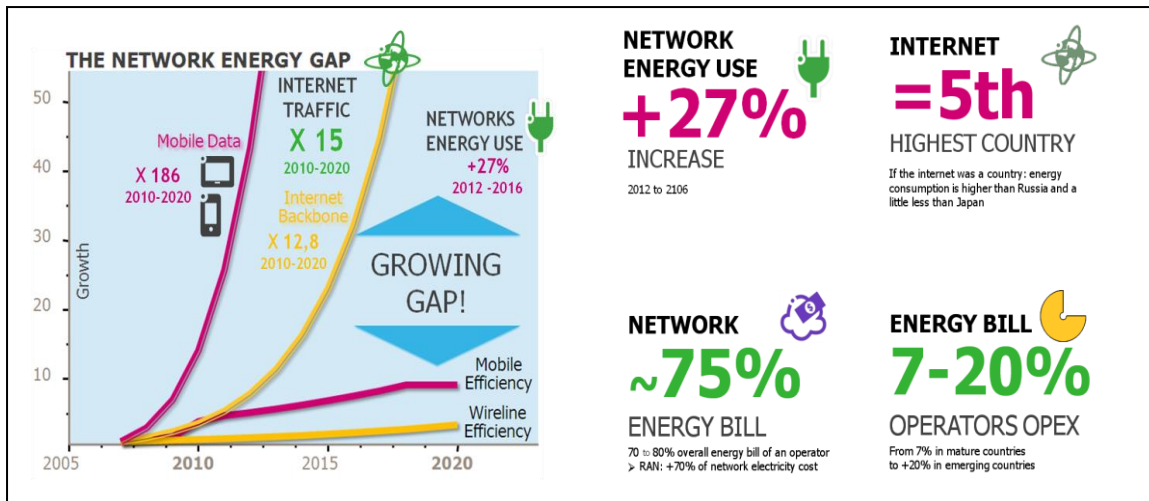 THE NETWORK ENERGY GAP
50
40
30
20
10
Growth
2005
2010
2015
2020
Mobile Data
X 186
2010-2020
INTERNET
TRAFFIC
X 15
2010-2020
Internet
Backbone
X 12,8
2010-2020
NETWORKS
ENERGY USE
+27%
2012 -2016
GROWING
GAP!
Mobile
Efficiency
Wireline
Efficiency
NETWORK
ENERGY USE
+27%
INCREASE
2012 to 2106
INTERNET
=5th
HIGHEST COUNTRY
If the internet was a country: energy
consumption is higher than Russia and a
little less than Japan
NETWORK
~75%
ENERGY BILL
70 to 80% overall energy bill of an operator
➢ RAN: +70% of network electricity cost
ENERGY BILL
7-20%
OPERATORS OPEX
From 7% in mature countries
to +20% in emerging countries